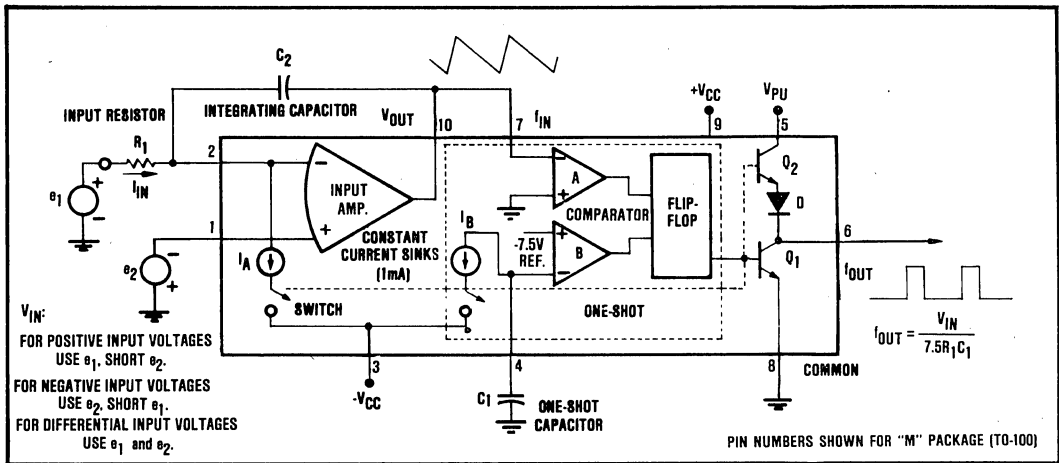 C2
INTEGRATING CAPACITOR
INPUT RESISTOR
R1
IIN
e1
+
-
2
1
e2
-
+
VOUT
10
7
fIN
+VCC
9
VPU
5
INPUT
AMP.
-
+
CONSTANT
CURRENT SINKS
(1mA)
IA
IB
SWITCH
-
+
A
COMPARATOR
-7.5V
REF.
+
-
B
FLIP-
FLOP
ONE-SHOT
Q2
D
Q1
6
fOUT
fOUT = VIN
7.5R1C1
3
-VCC
4
C1
ONE-SHOT
CAPACITOR
8
COMMON
VIN:
FOR POSITIVE INPUT VOLTAGES
USE e1, SHORT e2.
FOR NEGATIVE INPUT VOLTAGES
USE e2, SHORT e1.
FOR DIFFERENTIAL INPUT VOLTAGES
USE e1 and e2.
PIN NUMBERS SHOWN FOR "M" PACKAGE (TO-100)